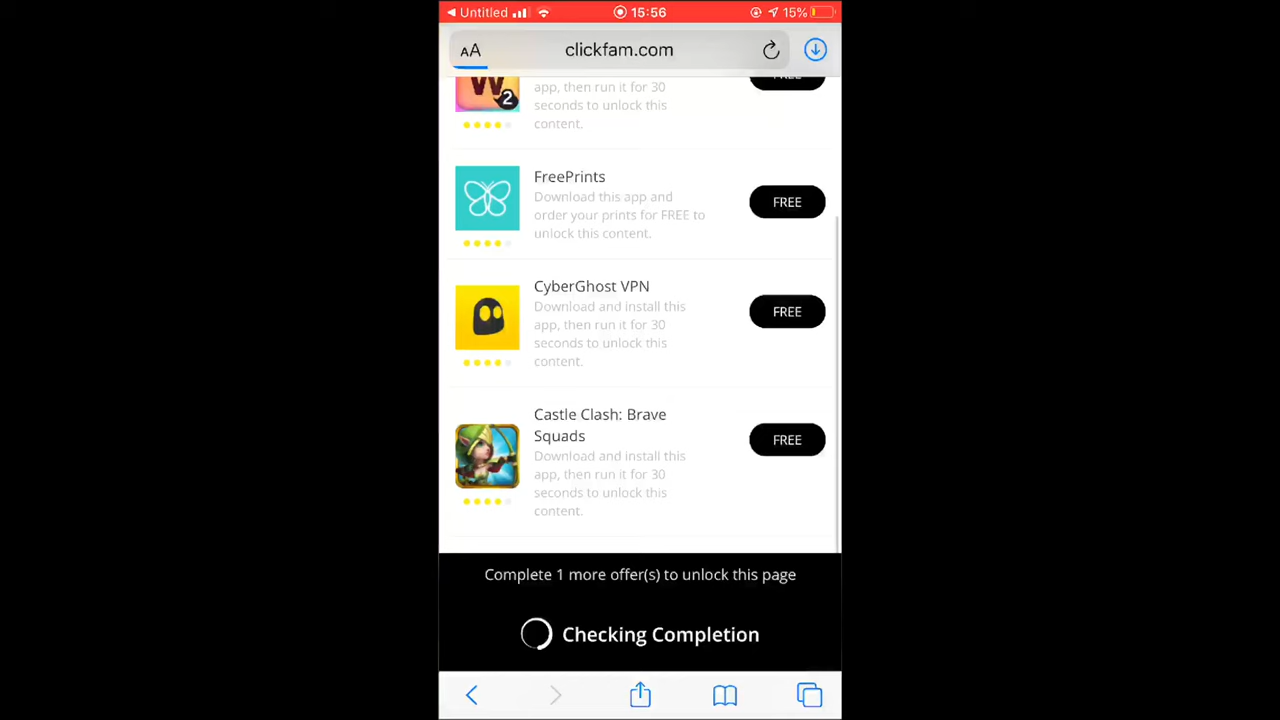 Untitled 15:56 15%
AA clickfam.com
W 2
FREE
app, then run it for 30
seconds to unlock this
content.
FreePrints
Download this app and
order your prints for FREE to
unlock this content.
FREE
CyberGhost VPN
Download and install this
app, then run it for 30
seconds to unlock this
content.
FREE
Castle Clash: Brave
Squads
Download and install this
app, then run it for 30
seconds to unlock this
content.
FREE
Complete 1 more offer(s) to unlock this page
Checking Completion